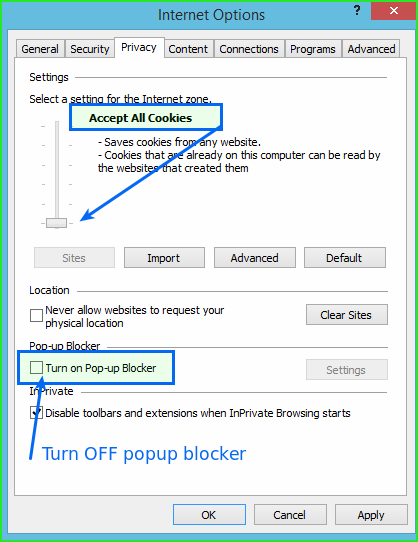 Internet Options
?
General Security Privacy Content Connections Programs Advanced
Settings
Select a setting for the Internet zone.
Accept All Cookies
- Saves cookies from any website.
- Cookies that are already on this computer can be read by
the websites that created them
Sites Import Advanced Default
Location
Never allow websites to request your
physical location
Clear Sites
Pop-up Blocker
Turn on Pop-up Blocker
Settings
InPrivate
Disable toolbars and extensions when InPrivate Browsing starts
Turn OFF popup blocker
OK Cancel Apply